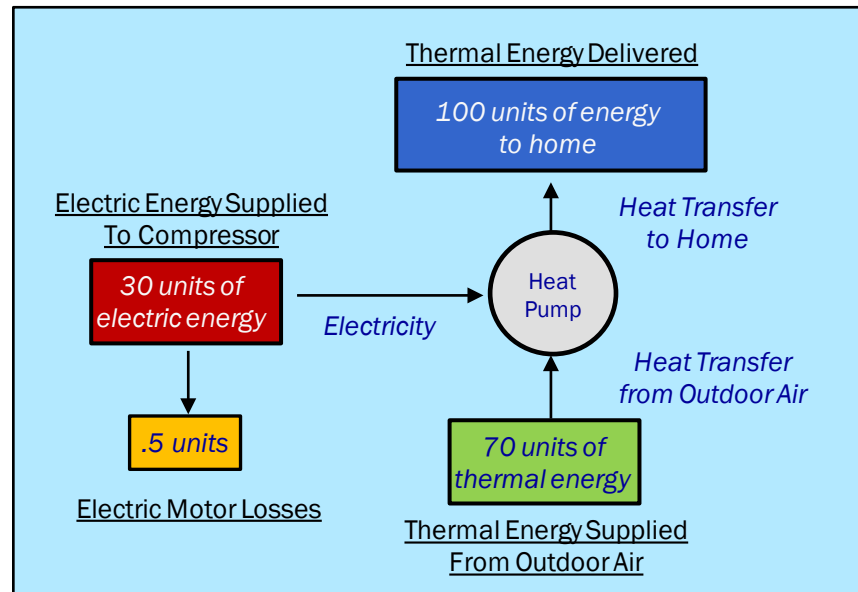 Thermal Energy Delivered
100 units of energy
to home
Electric Energy Supplied
To Compressor
Heat Transfer
to Home
30 units of
electric energy
Heat
Pump
Electricity
Heat Transfer
from Outdoor Air
.5 units
70 units of
thermal energy
Electric Motor Losses
Thermal Energy Supplied
From Outdoor Air